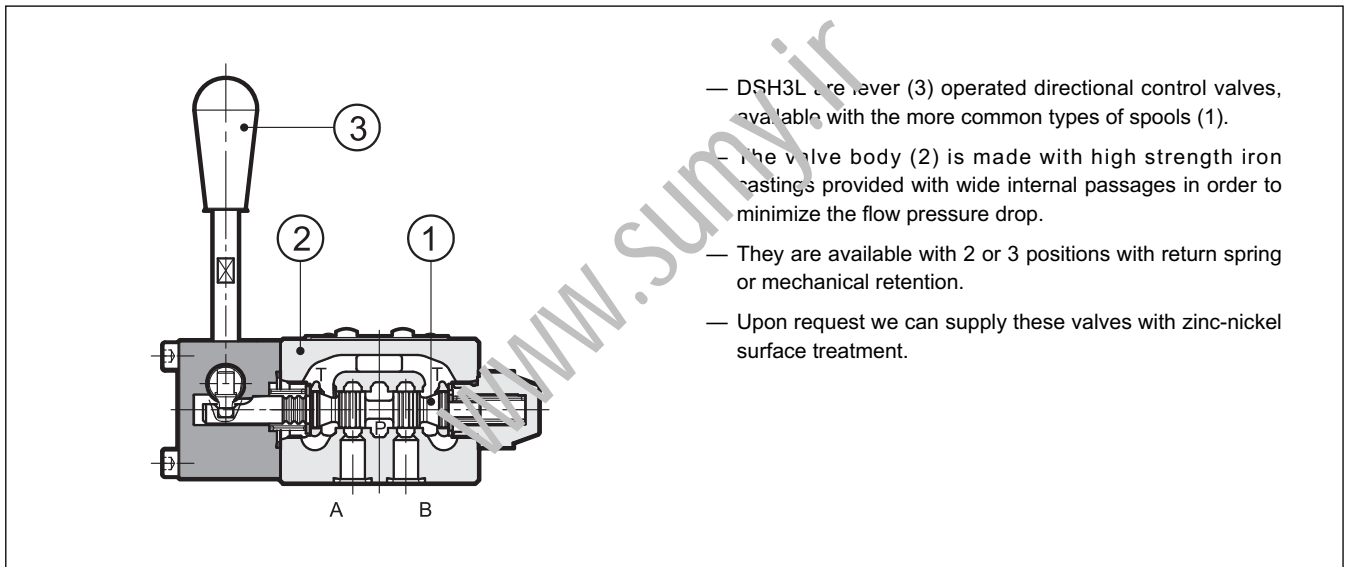 3
2
1
T
T
P
A
B
— DSH3L are lever (3) operated directional control valves,
available with the more common types of spools (1).
— The valve body (2) is made with high strength iron
castings provided with wide internal passages in order to
minimize the flow pressure drop.
— They are available with 2 or 3 positions with return spring
or mechanical retention.
— Upon request we can supply these valves with zinc-nickel
surface treatment.
www.sumy.ir